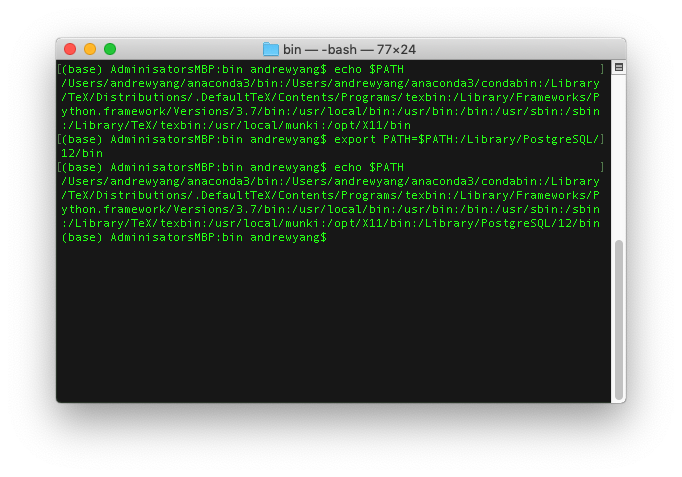 bin — -bash — 77×24
[(base) AdminisatorsMBP:bin andrewyang$ echo $PATH ]
/Users/andrewyang/anaconda3/bin:/Users/andrewyang/anaconda3/condabin:/Library
/TeX/Distributions/.DefaultTeX/Contents/Programs/texbin:/Library/Frameworks/P
ython.framework/Versions/3.7/bin:/usr/local/bin:/usr/bin:/bin:/usr/sbin:/sbin
:/Library/TeX/texbin:/usr/local/munki:/opt/X11/bin
[(base) AdminisatorsMBP:bin andrewyang$ export PATH=$PATH:/Library/PostgreSQL/]
12/bin
[(base) AdminisatorsMBP:bin andrewyang$ echo $PATH ]
/Users/andrewyang/anaconda3/bin:/Users/andrewyang/anaconda3/condabin:/Library
/TeX/Distributions/.DefaultTeX/Contents/Programs/texbin:/Library/Frameworks/P
ython.framework/Versions/3.7/bin:/usr/local/bin:/usr/bin:/bin:/usr/sbin:/sbin
:/Library/TeX/texbin:/usr/local/munki:/opt/X11/bin:/Library/PostgreSQL/12/bin
(base) AdminisatorsMBP:bin andrewyang$